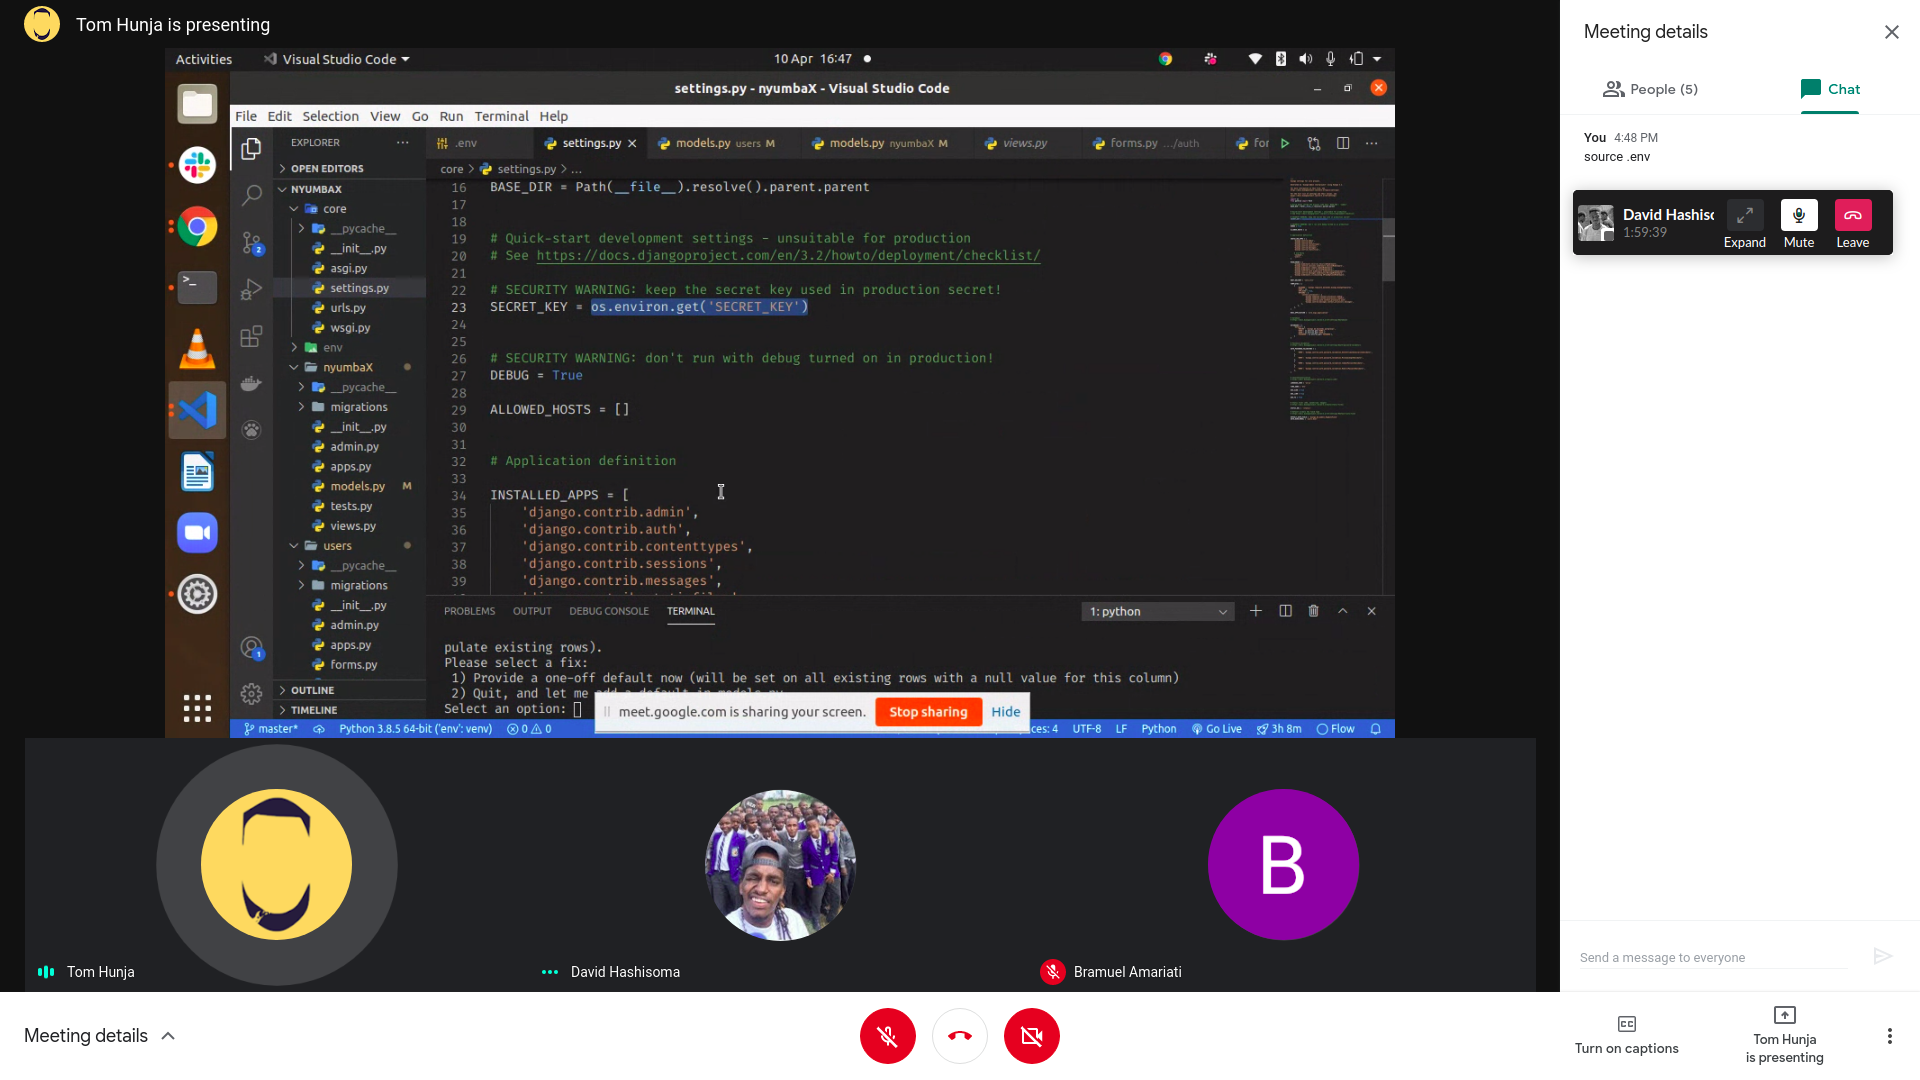 Tom Hunja is presenting
Activities
Visual Studio Code
10 Apr 16:47
settings.py - nyumbaX - Visual Studio Code
File Edit Selection View Go Run Terminal Help
EXPLORER
OPEN EDITORS
NYUMBAX
core
__pycache__
__init__.py
asgi.py
settings.py
urls.py
wsgi.py
env
nyumbaX
__pycache__
migrations
__init__.py
admin.py
apps.py
models.py M
tests.py
views.py
users
__pycache__
migrations
__init__.py
admin.py
apps.py
forms.py
OUTLINE
TIMELINE
2
1
.env
settings.py
models.py users M
models.py nyumbaX M
views.py
forms.py .../auth
for
core > settings.py > ...
16 BASE_DIR = Path(__file__).resolve().parent.parent
17
18
19 # Quick-start development settings - unsuitable for production
20 # See https://docs.djangoproject.com/en/3.2/howto/deployment/checklist/
21
22 # SECURITY WARNING: keep the secret key used in production secret!
23 SECRET_KEY = os.environ.get('SECRET_KEY')
24
25
26 # SECURITY WARNING: don't run with debug turned on in production!
27 DEBUG = True
28
29 ALLOWED_HOSTS = []
30
31
32 # Application definition
33
34 INSTALLED_APPS = [
35 'django.contrib.admin',
36 'django.contrib.auth',
37 'django.contrib.contenttypes',
38 'django.contrib.sessions',
39 'django.contrib.messages',
PROBLEMS OUTPUT DEBUG CONSOLE TERMINAL
1: python
pulate existing rows).
Please select a fix:
1) Provide a one-off default now (will be set on all existing rows with a null value for this column)
2) Quit, and let me add a default in models.py
Select an option:
meet.google.com is sharing your screen.
Stop sharing
Hide
master*
Python 3.8.5 64-bit ('env': venv)
0
0
ces: 4
UTF-8
LF
Python
Go Live
3h 8m
Flow
Tom Hunja
David Hashisoma
B
Bramuel Amariati
Meeting details
People (5)
Chat
You 4:48 PM
source .env
David Hashiso
1:59:39
Expand
Mute
Leave
Send a message to everyone
Meeting details
Turn on captions
Tom Hunja
is presenting